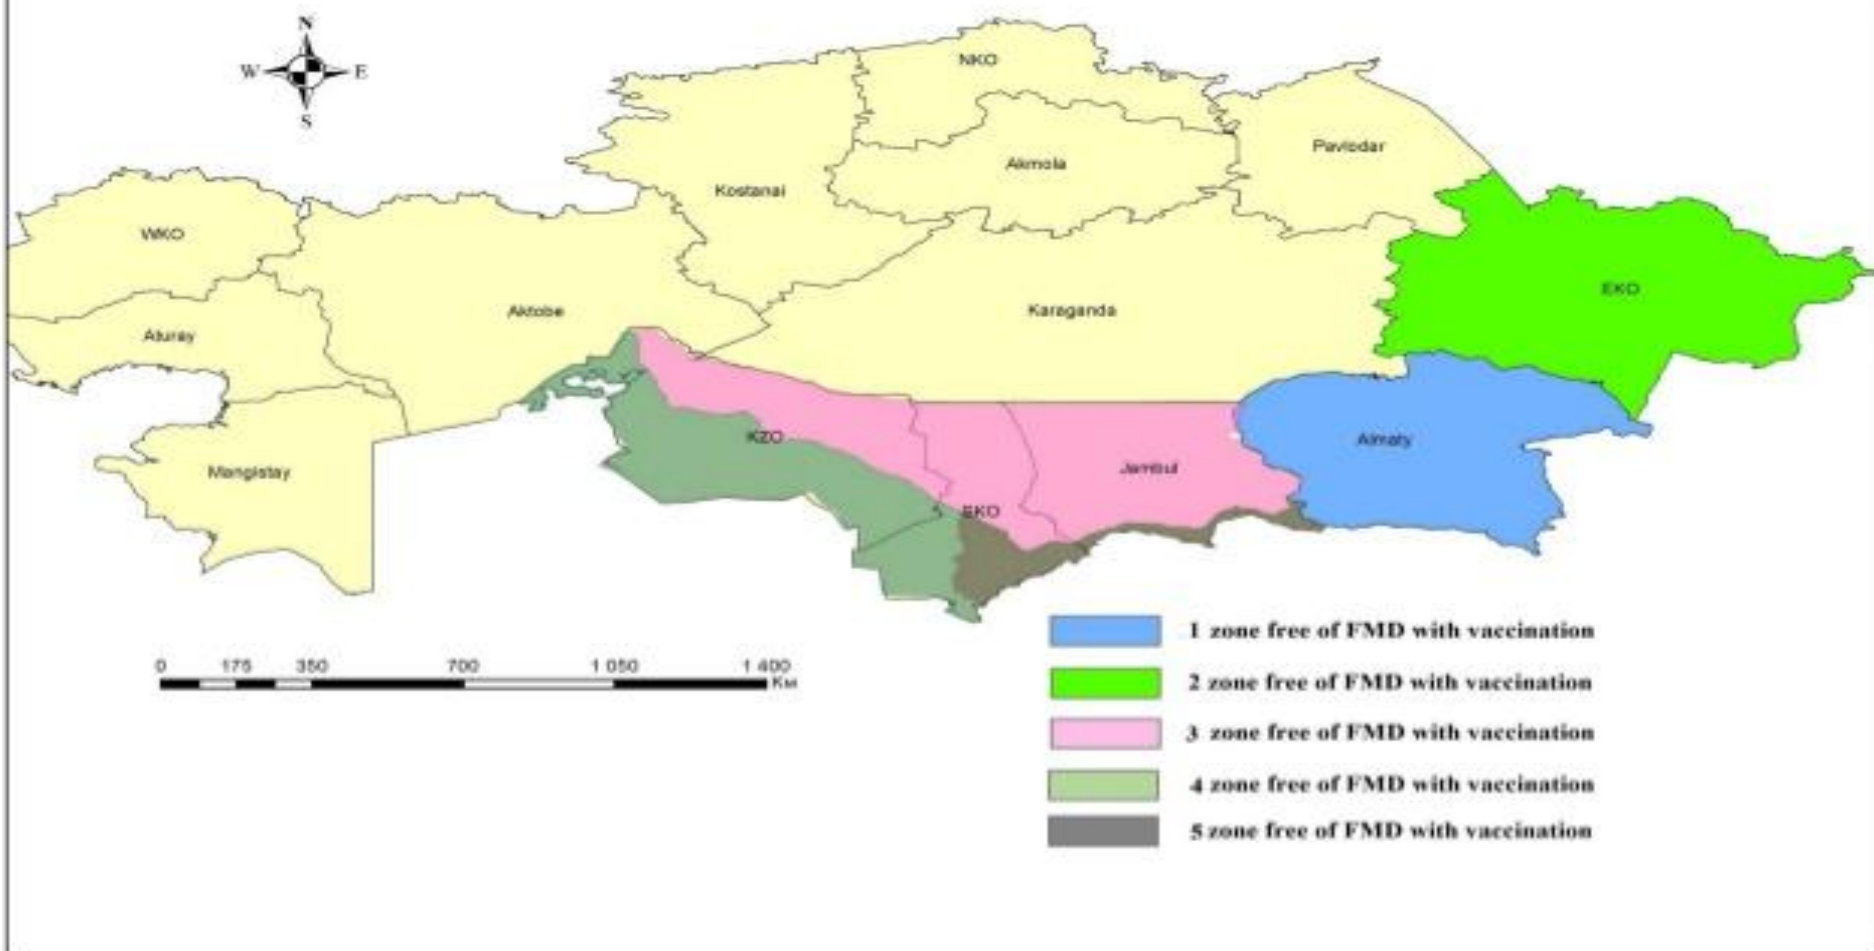 N
W E
S
NKO
Pavlodar
Akmola
Kostanai
WKO
EKO
Aktobe
Karaganda
Aturay
KZO
Almaty
Jambul
Mangistay
1 zone free of FMD with vaccination
2 zone free of FMD with vaccination
3 zone free of FMD with vaccination
4 zone free of FMD with vaccination
5 zone free of FMD with vaccination
0 175 350 700 1 050 1 400
Км